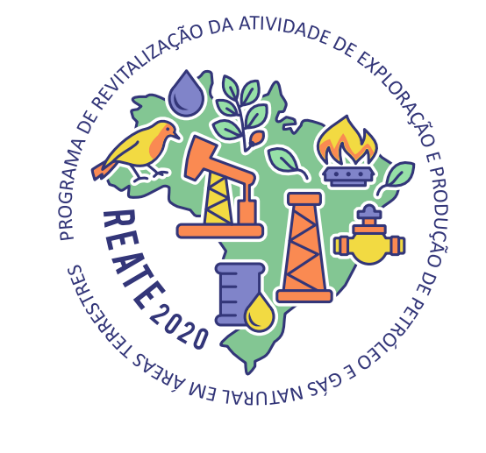 PROGRAMA DE REVITALIZAÇÃO DA ATIVIDADE DE EXPLORAÇÃO E PRODUÇÃO DE PETRÓLEO E GÁS NATURAL EM ÁREAS TERRESTRES
REATE 2020